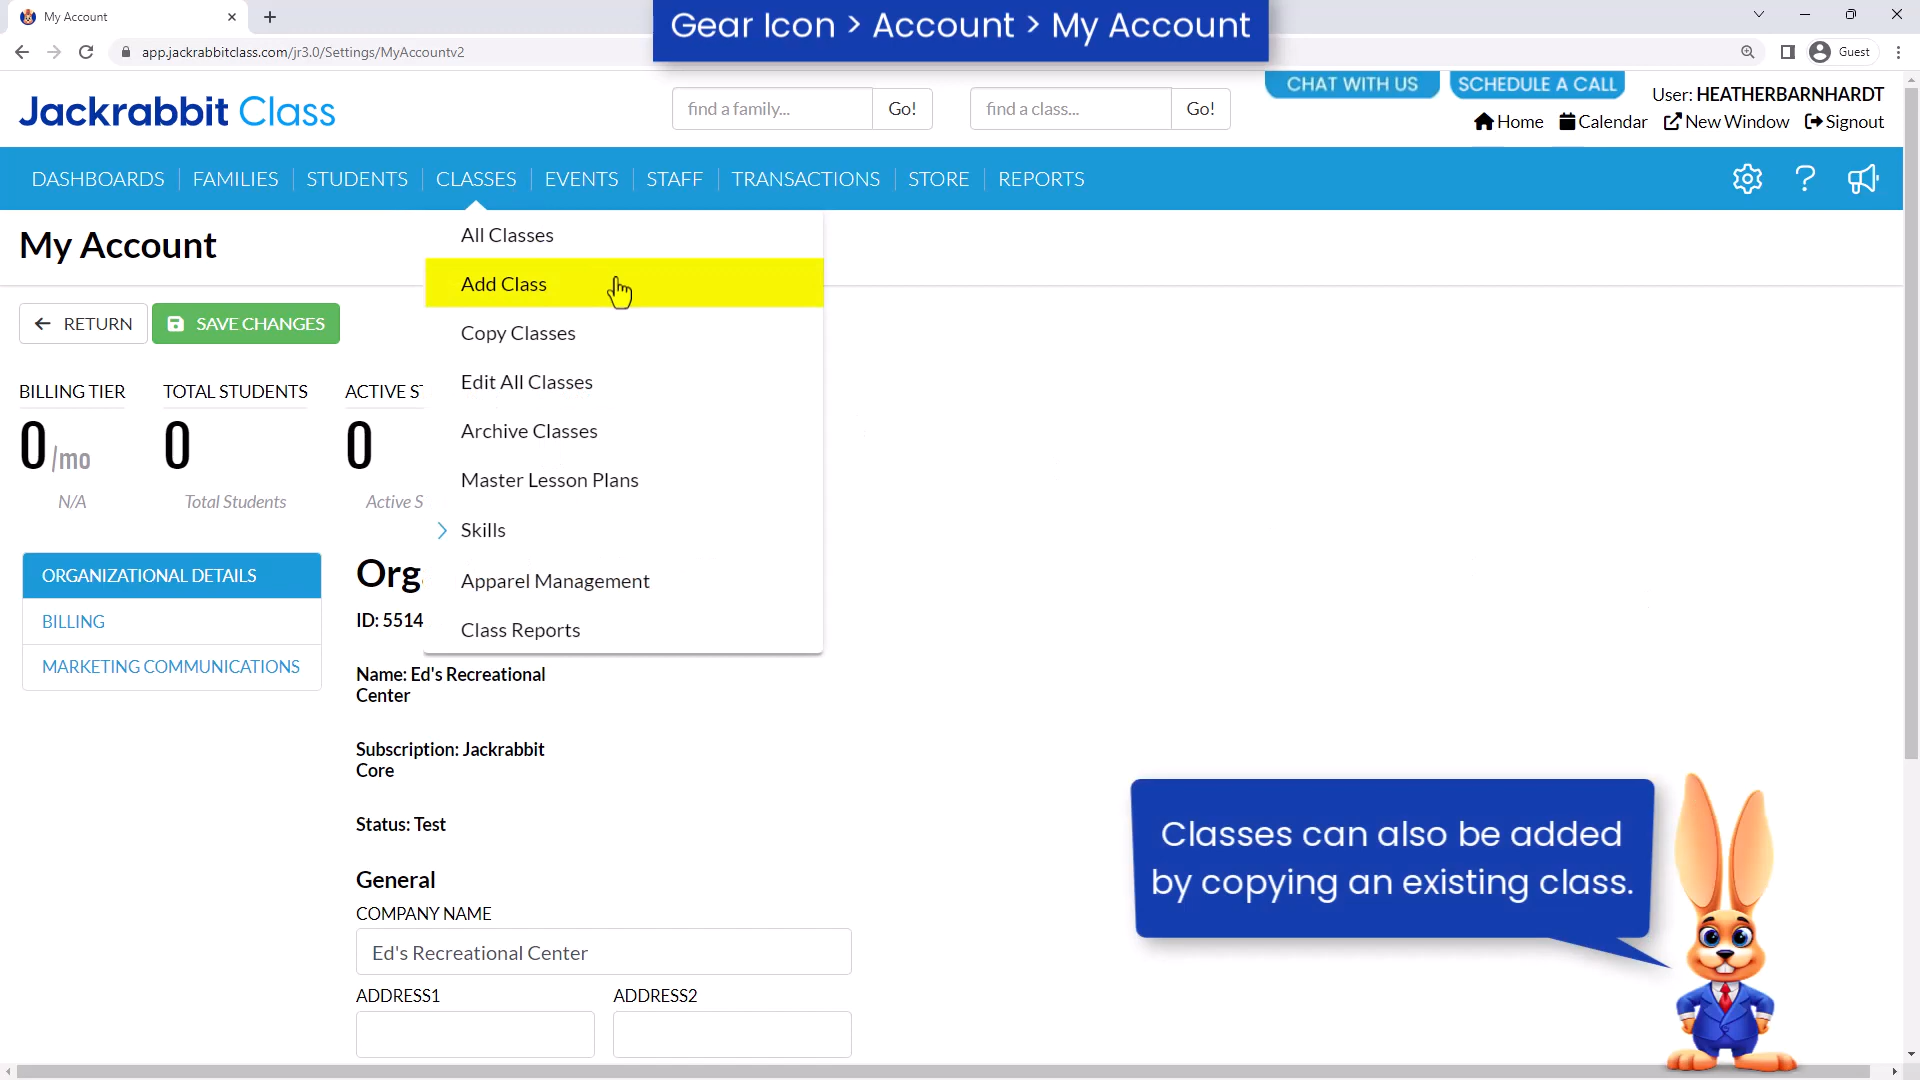 My Account
Gear Icon > Account > My Account
app.jackrabbitclass.com/jr3.0/Settings/MyAccountv2
Guest
Jackrabbit Class
find a family...
Go!
find a class...
Go!
CHAT WITH US
SCHEDULE A CALL
User: HEATHERBARNHARDT
Home
Calendar
New Window
Signout
DASHBOARDS
FAMILIES
STUDENTS
CLASSES
EVENTS
STAFF
TRANSACTIONS
STORE
REPORTS
My Account
All Classes
Add Class
Copy Classes
Edit All Classes
Archive Classes
Master Lesson Plans
Skills
Apparel Management
Class Reports
RETURN
SAVE CHANGES
BILLING TIER
0/mo
N/A
TOTAL STUDENTS
0
Total Students
ACTIVE ST
0
Active S
ORGANIZATIONAL DETAILS
BILLING
MARKETING COMMUNICATIONS
Orga
ID: 5514
Name: Ed's Recreational
Center
Subscription: Jackrabbit
Core
Status: Test
General
COMPANY NAME
Ed's Recreational Center
ADDRESS1
ADDRESS2
Classes can also be added
by copying an existing class.